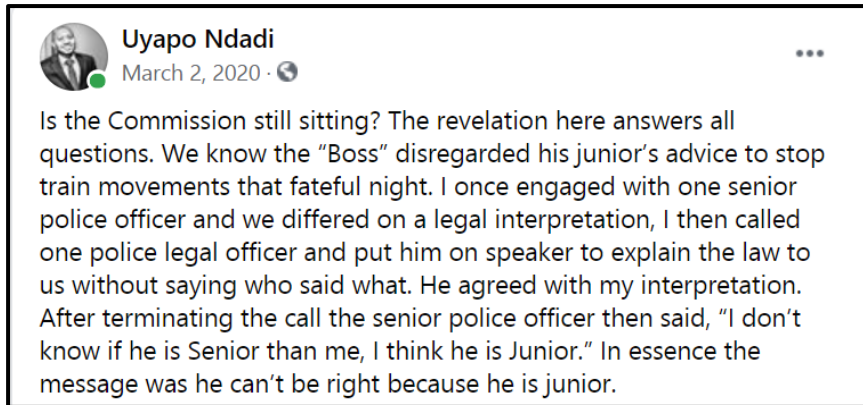 Uyapo Ndadi
March 2, 2020 ·
Is the Commission still sitting? The revelation here answers all
questions. We know the “Boss” disregarded his junior’s advice to stop
train movements that fateful night. I once engaged with one senior
police officer and we differed on a legal interpretation, I then called
one police legal officer and put him on speaker to explain the law to
us without saying who said what. He agreed with my interpretation.
After terminating the call the senior police officer then said, “I don’t
know if he is Senior than me, I think he is Junior.” In essence the
message was he can’t be right because he is junior.